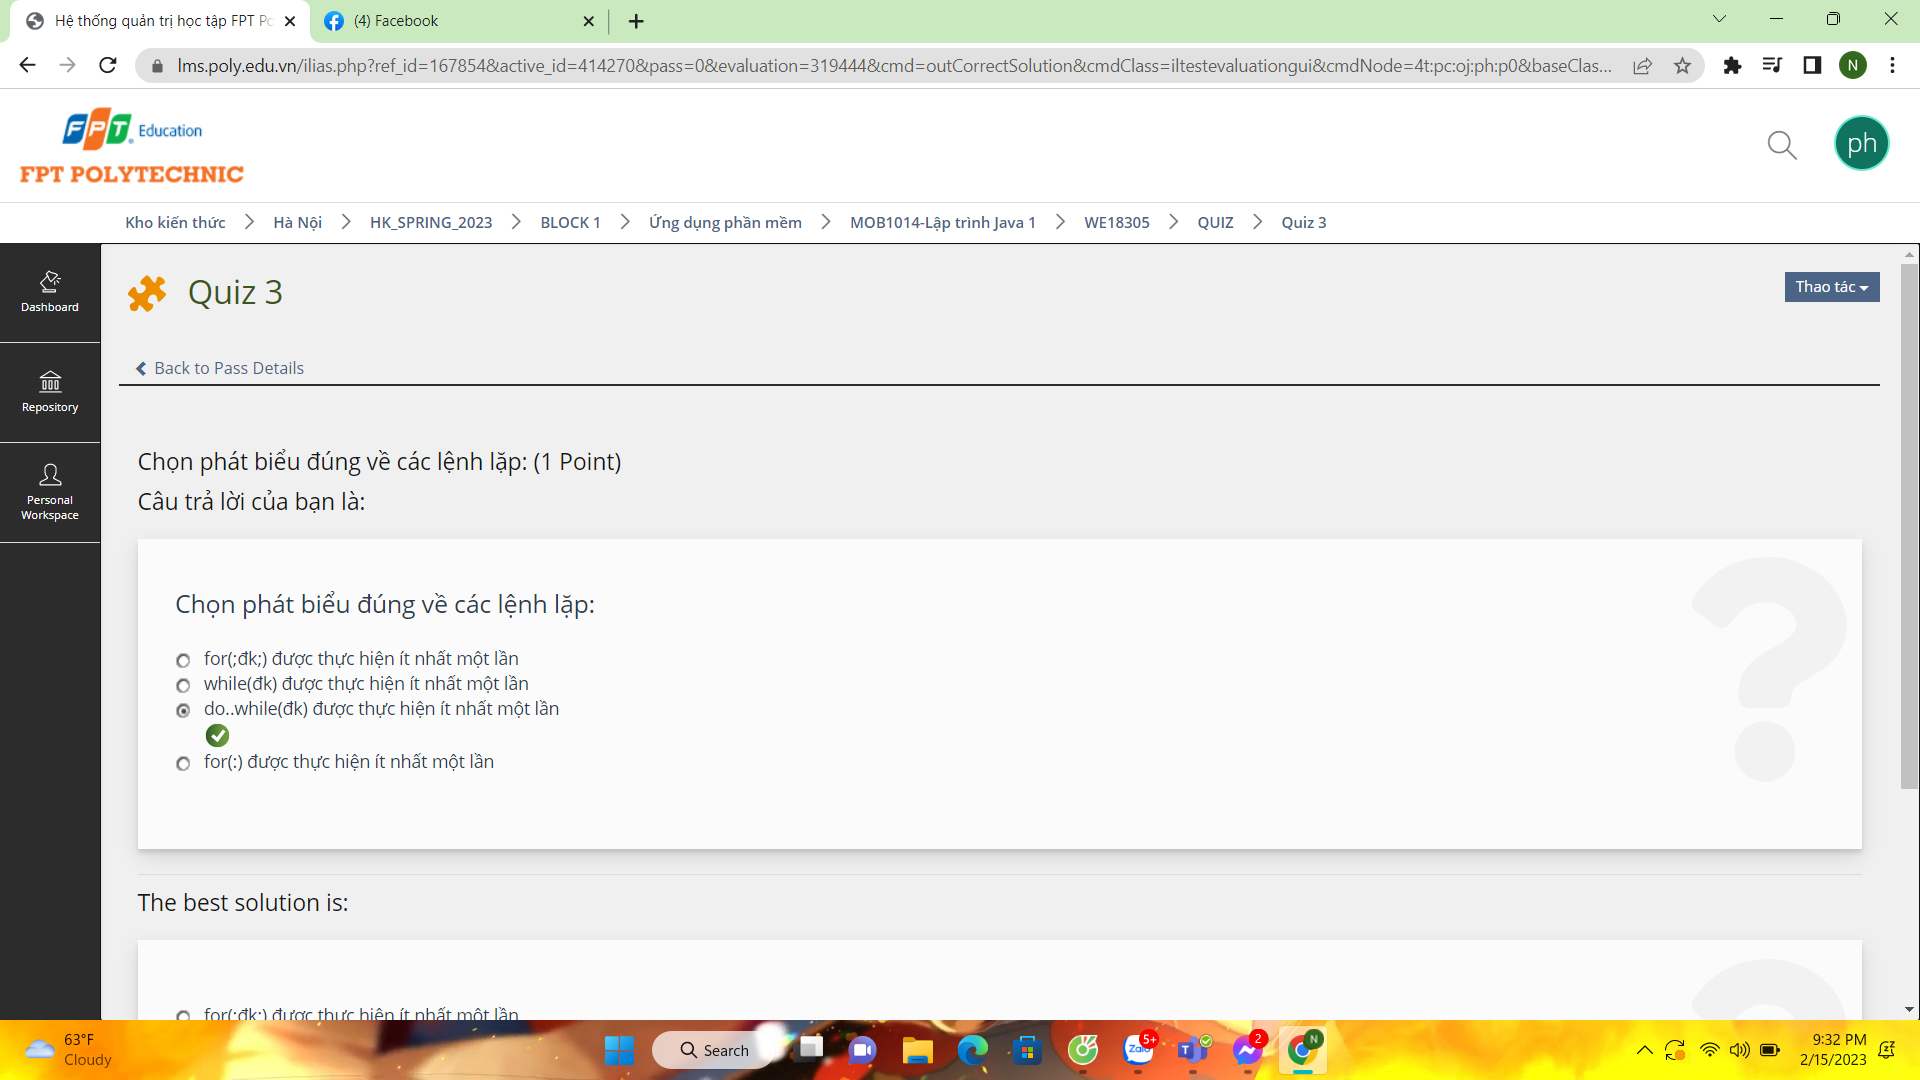 Hệ thống quản trị học tập FPT Po
(4) Facebook
lms.poly.edu.vn/ilias.php?ref_id=167854&active_id=414270&pass=0&evaluation=319444&cmd=outCorrectSolution&cmdClass=iltestevaluationgui&cmdNode=4t:pc:oj:ph:p0&baseClas...
N
FPT Education
FPT POLYTECHNIC
ph
Kho kiến thức
Hà Nội
HK_SPRING_2023
BLOCK 1
Ứng dụng phần mềm
MOB1014-Lập trình Java 1
WE18305
QUIZ
Quiz 3
Dashboard
Repository
Personal
Workspace
Quiz 3
Thao tác
Back to Pass Details
Chọn phát biểu đúng về các lệnh lặp: (1 Point)
Câu trả lời của bạn là:
Chọn phát biểu đúng về các lệnh lặp:
for(;đk;) được thực hiện ít nhất một lần
while(đk) được thực hiện ít nhất một lần
do..while(đk) được thực hiện ít nhất một lần
for(:) được thực hiện ít nhất một lần
?
The best solution is:
for(;đk;) được thực hiện ít nhất một lần
63°F
Cloudy
Search
Zalo
5+
T
2
N
9:32 PM
2/15/2023